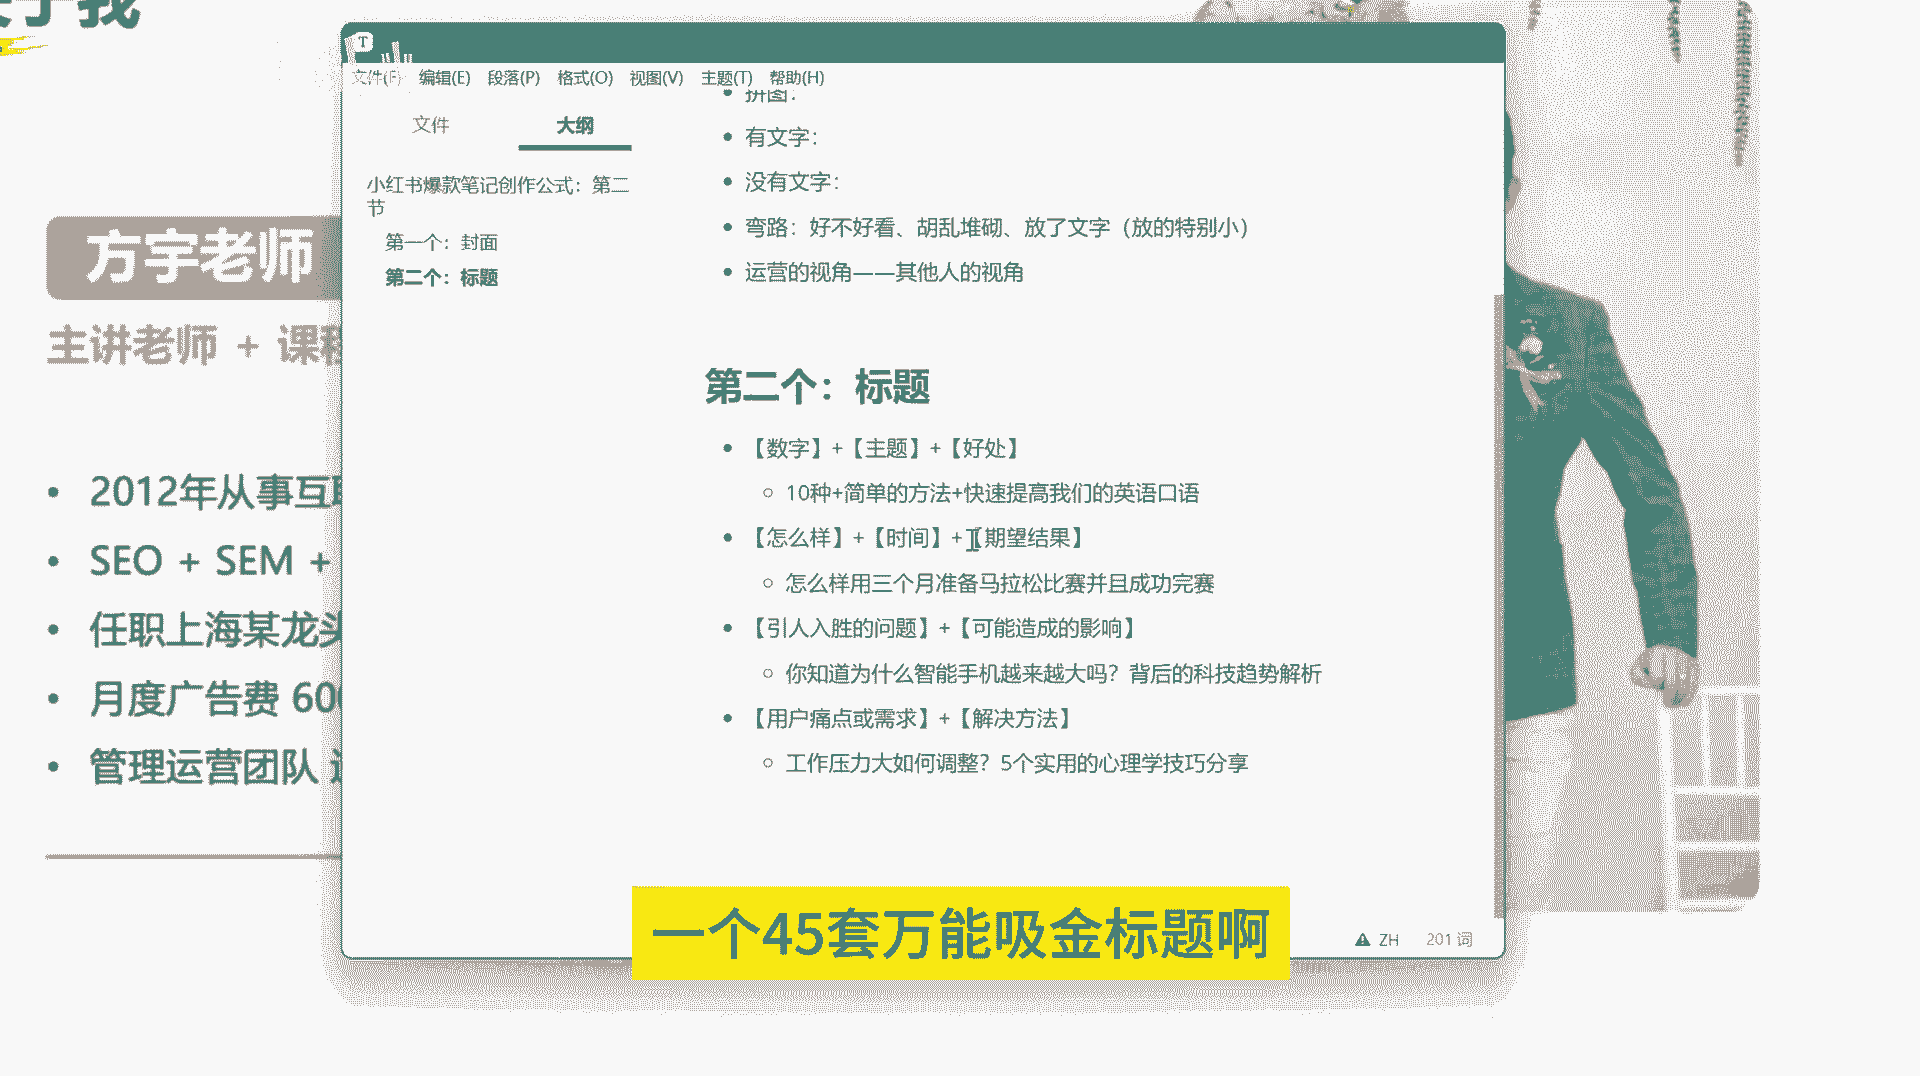 于我
方宇老师
主讲老师 + 课程
2012年从事互联
SEO + SEM +
任职上海某龙头
月度广告费 600
管理运营团队
T
文件(F) 编辑(E) 段落(P) 格式(O) 视图(V) 主题(T) 帮助(H)
文件 大纲
小红书爆款笔记创作公式：第二
节
第一个：封面
第二个：标题
拼图：
有文字：
没有文字：
弯路：好不好看、胡乱堆砌、放了文字（放的特别小）
运营的视角——其他人的视角
第二个：标题
【数字】+【主题】+【好处】
10种+简单的方法+快速提高我们的英语口语
【怎么样】+【时间】+【期望结果】
怎么样用三个月准备马拉松比赛并且成功完赛
【引人入胜的问题】+【可能造成的影响】
你知道为什么智能手机越来越大吗？背后的科技趋势解析
【用户痛点或需求】+【解决方法】
工作压力大如何调整？5个实用的心理学技巧分享
ZH 201 词
一个45套万能吸金标题啊